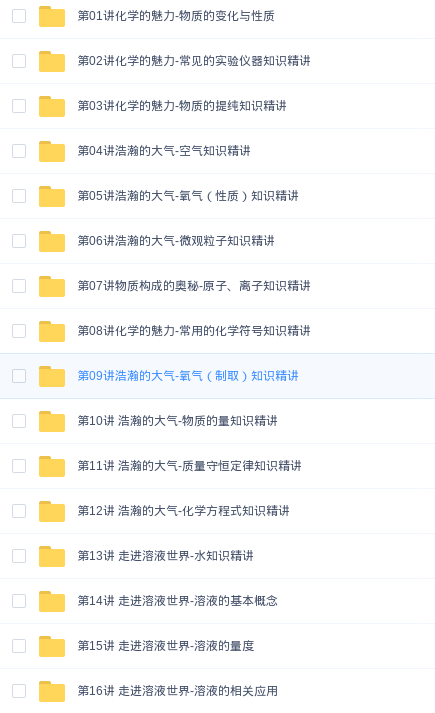 第01讲化学的魅力-物质的变化与性质
第02讲化学的魅力-常见的实验仪器知识精讲
第03讲化学的魅力-物质的提纯知识精讲
第04讲浩瀚的大气-空气知识精讲
第05讲浩瀚的大气-氧气（性质）知识精讲
第06讲浩瀚的大气-微观粒子知识精讲
第07讲物质构成的奥秘-原子、离子知识精讲
第08讲化学的魅力-常用的化学符号知识精讲
第09讲浩瀚的大气-氧气（制取）知识精讲
第10讲 浩瀚的大气-物质的量知识精讲
第11讲 浩瀚的大气-质量守恒定律知识精讲
第12讲 浩瀚的大气-化学方程式知识精讲
第13讲 走进溶液世界-水知识精讲
第14讲 走进溶液世界-溶液的基本概念
第15讲 走进溶液世界-溶液的量度
第16讲 走进溶液世界-溶液的相关应用